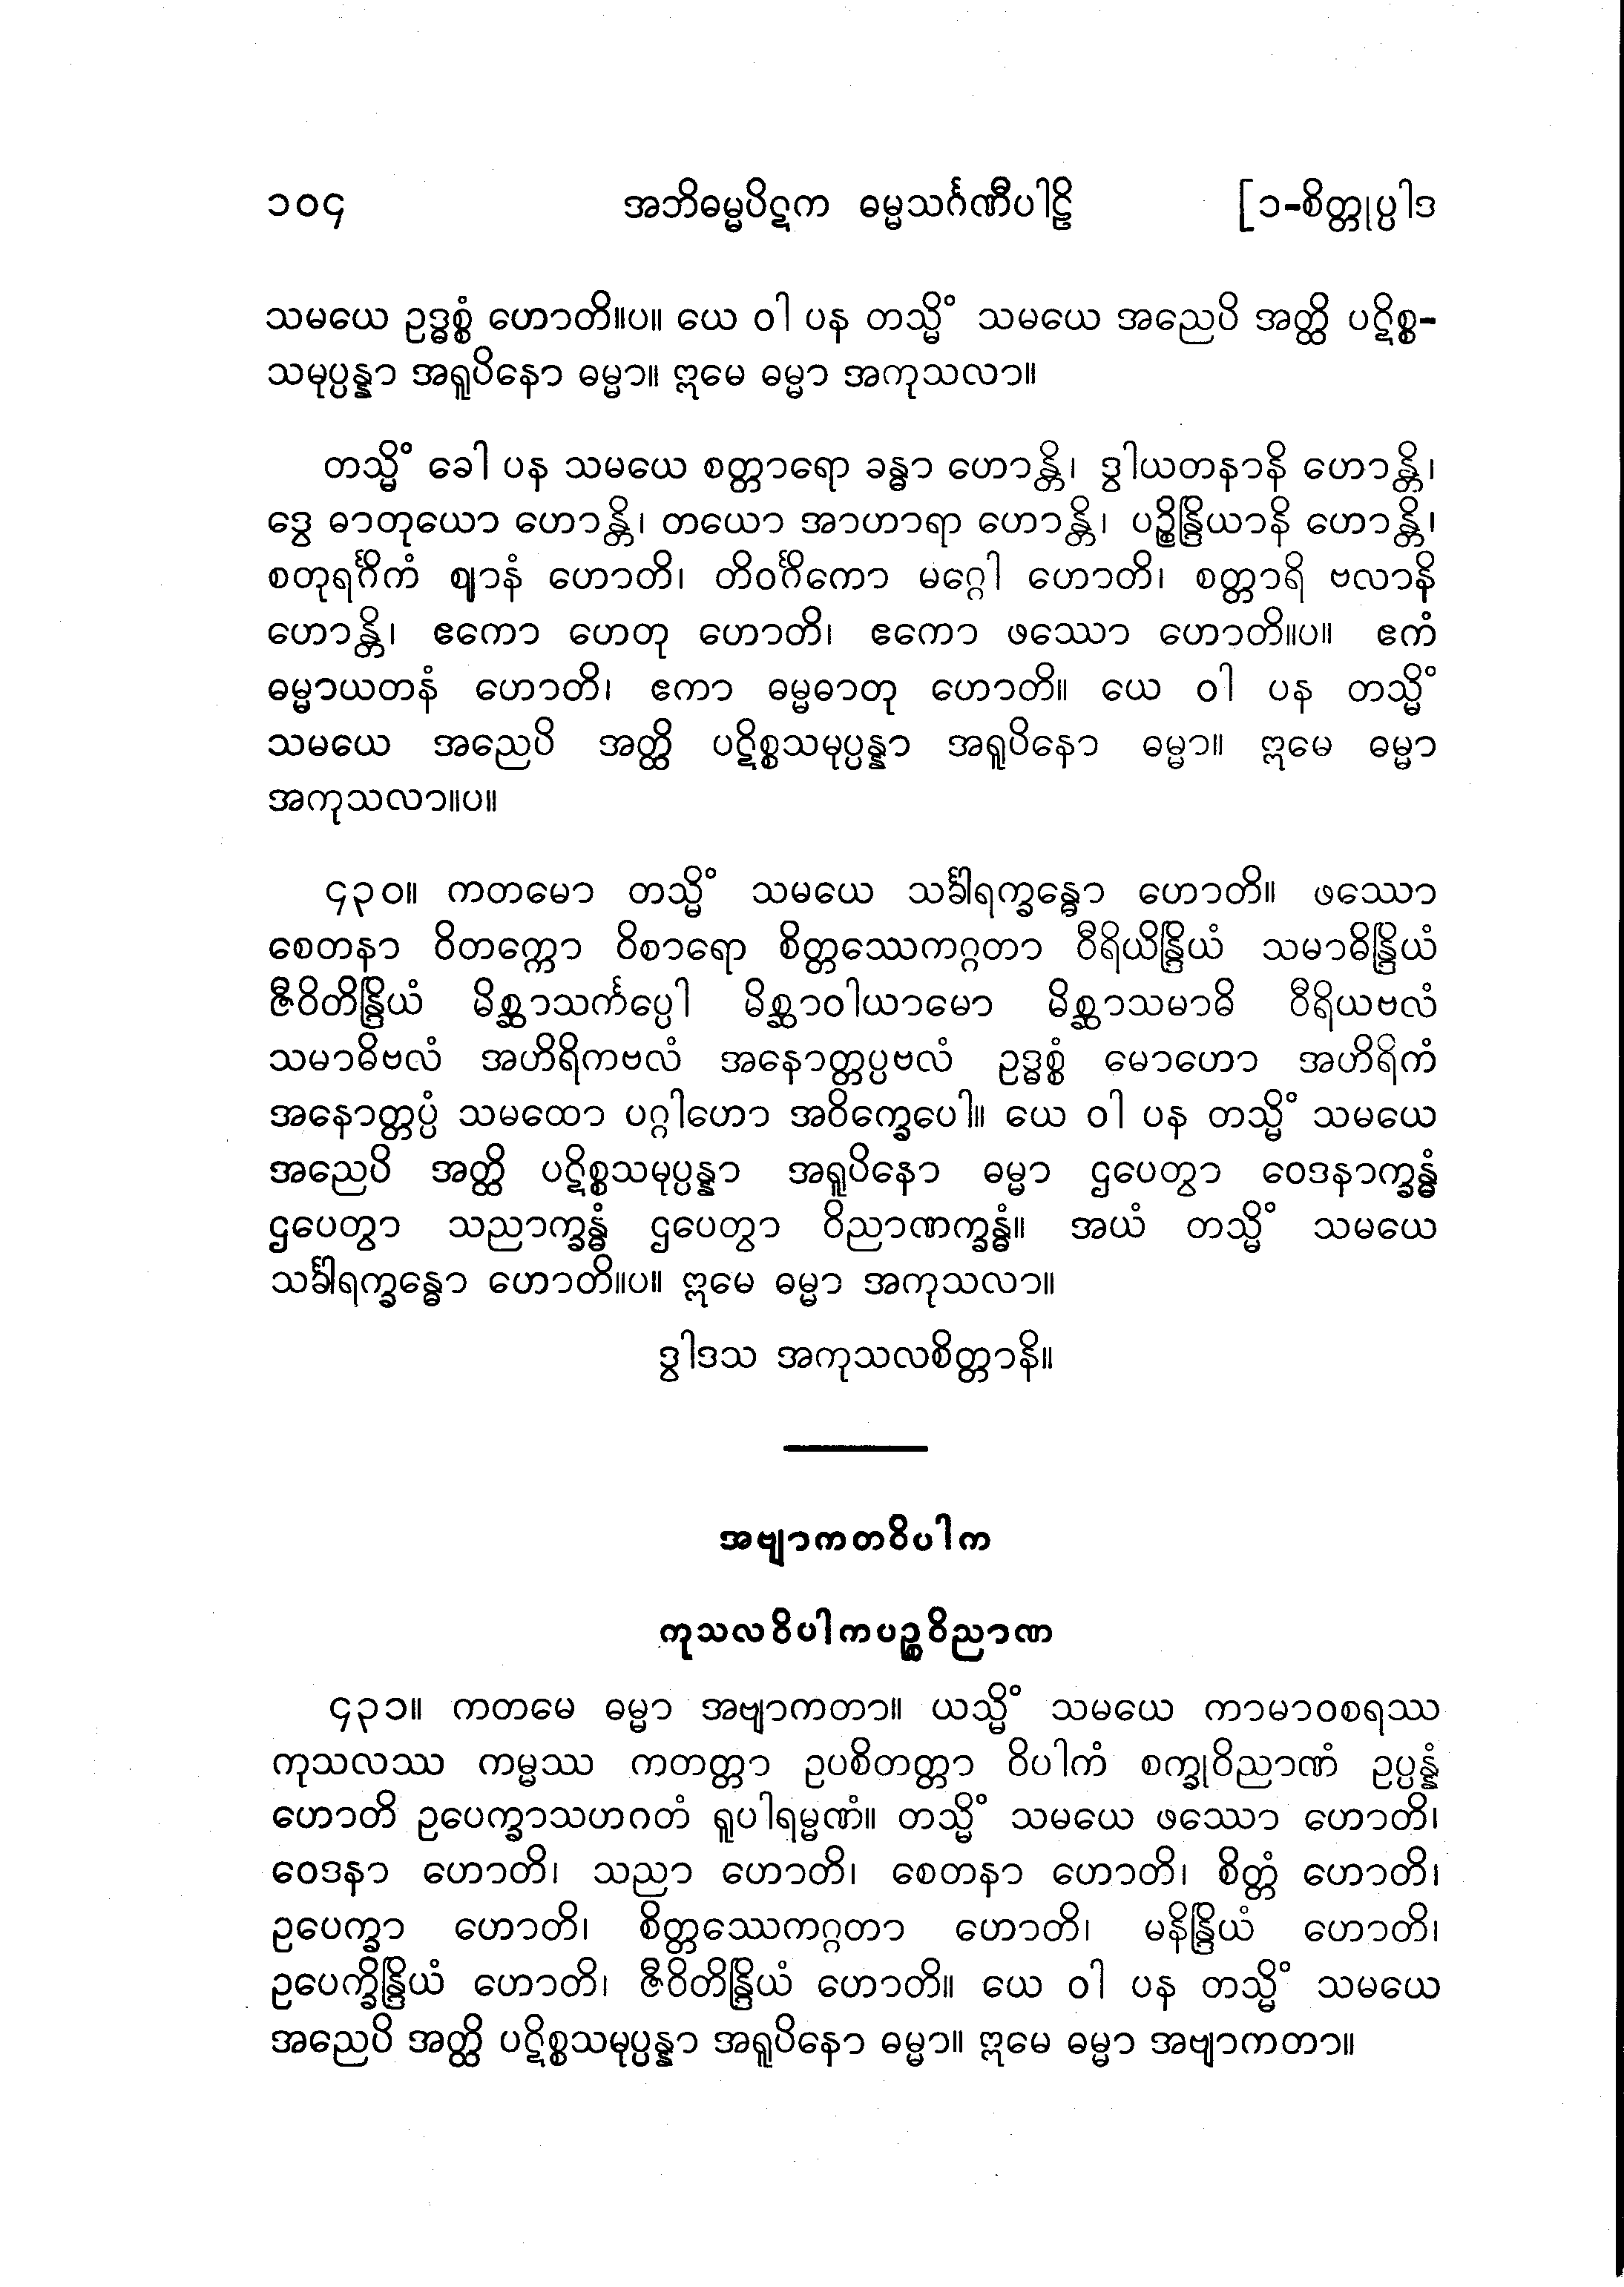 ၁၀၄ အဘိဓမ္မပိဋက ဓမ္မသင်္ဂဏီပါဠိ [၁-စိတ္တုပ္ပါဒ
သမယေ ဥဒ္ဓစ္စံ ဟောတိ။ပ။ ယေ ဝါ ပန တသ္မိံ သမယေ အညေပိ အတ္ထိ ပဋိစ္စ-
သမုပ္ပန္နာ အရူပိနော ဓမ္မာ။ ဣမေ ဓမ္မာ အကုသလာ။
တသ္မိံ ခေါ ပန သမယေ စတ္တာရော ခန္ဓာ ဟောန္တိ၊ ဒွါယတနာနိ ဟောန္တိ၊
ဒွေ ဓာတုယော ဟောန္တိ၊ တယော အာဟာရာ ဟောန္တိ၊ ပဉ္စိန္ဒြိယာနိ ဟောန္တိ၊
စတုရင်္ဂိကံ ဈာနံ ဟောတိ၊ တိဝင်္ဂိကော မဂ္ဂေါ ဟောတိ၊ စတ္တာရိ ဗလာနိ
ဟောန္တိ၊ ဧကော ဟေတု ဟောတိ၊ ဧကော ဖဿော ဟောတိ။ပ။ ဧကံ
ဓမ္မာယတနံ ဟောတိ၊ ဧကာ ဓမ္မဓာတု ဟောတိ။ ယေ ဝါ ပန တသ္မိံ
သမယေ အညေပိ အတ္ထိ ပဋိစ္စသမုပ္ပန္နာ အရူပိနော ဓမ္မာ။ ဣမေ ဓမ္မာ
အကုသလာ။ပ။
၄၃၀။ ကတမော တသ္မိံ သမယေ သင်္ခါရက္ခန္ဓော ဟောတိ။ ဖဿော
စေတနာ ဝိတက္ကော ဝိစာရော စိတ္တဿေကဂ္ဂတာ ဝီရိယိန္ဒြိယံ သမာဓိန္ဒြိယံ
ဇီဝိတိန္ဒြိယံ မိစ္ဆာသင်္ကပ္ပေါ မိစ္ဆာဝါယာမော မိစ္ဆာသမာဓိ ဝီရိယဗလံ
သမာဓိဗလံ အဟိရိကဗလံ အနောတ္တပ္ပဗလံ ဥဒ္ဓစ္စံ မောဟော အဟိရိကံ
အနောတ္တပ္ပံ သမထော ပဂ္ဂါဟော အဝိက္ခေပေါ။ ယေ ဝါ ပန တသ္မိံ သမယေ
အညေပိ အတ္ထိ ပဋိစ္စသမုပ္ပန္နာ အရူပိနော ဓမ္မာ ဌပေတွာ ဝေဒနာက္ခန္ဓံ
ဌပေတွာ သညာက္ခန္ဓံ ဌပေတွာ ဝိညာဏက္ခန္ဓံ။ အယံ တသ္မိံ သမယေ
သင်္ခါရက္ခန္ဓော ဟောတိ။ပ။ ဣမေ ဓမ္မာ အကုသလာ။
ဒွါဒသ အကုသလစိတ္တာနိ။
အဗျာကတဝိပါက
ကုသလဝိပါကပဉ္စဝိညာဏ
၄၃၁။ ကတမေ ဓမ္မာ အဗျာကတာ။ ယသ္မိံ သမယေ ကာမာဝစရဿ
ကုသလဿ ကမ္မဿ ကတတ္တာ ဥပစိတတ္တာ ဝိပါကံ စက္ခုဝိညာဏံ ဥပ္ပန္နံ
ဟောတိ ဥပေက္ခာသဟဂတံ ရူပါရမ္မဏံ။ တသ္မိံ သမယေ ဖဿော ဟောတိ၊
ဝေဒနာ ဟောတိ၊ သညာ ဟောတိ၊ စေတနာ ဟောတိ၊ စိတ္တံ ဟောတိ၊
ဥပေက္ခာ ဟောတိ၊ စိတ္တဿေကဂ္ဂတာ ဟောတိ၊ မနိန္ဒြိယံ ဟောတိ၊
ဥပေက္ခိန္ဒြိယံ ဟောတိ၊ ဇီဝိတိန္ဒြိယံ ဟောတိ။ ယေ ဝါ ပန တသ္မိံ သမယေ
အညေပိ အတ္ထိ ပဋိစ္စသမုပ္ပန္နာ အရူပိနော ဓမ္မာ။ ဣမေ ဓမ္မာ အဗျာကတာ။